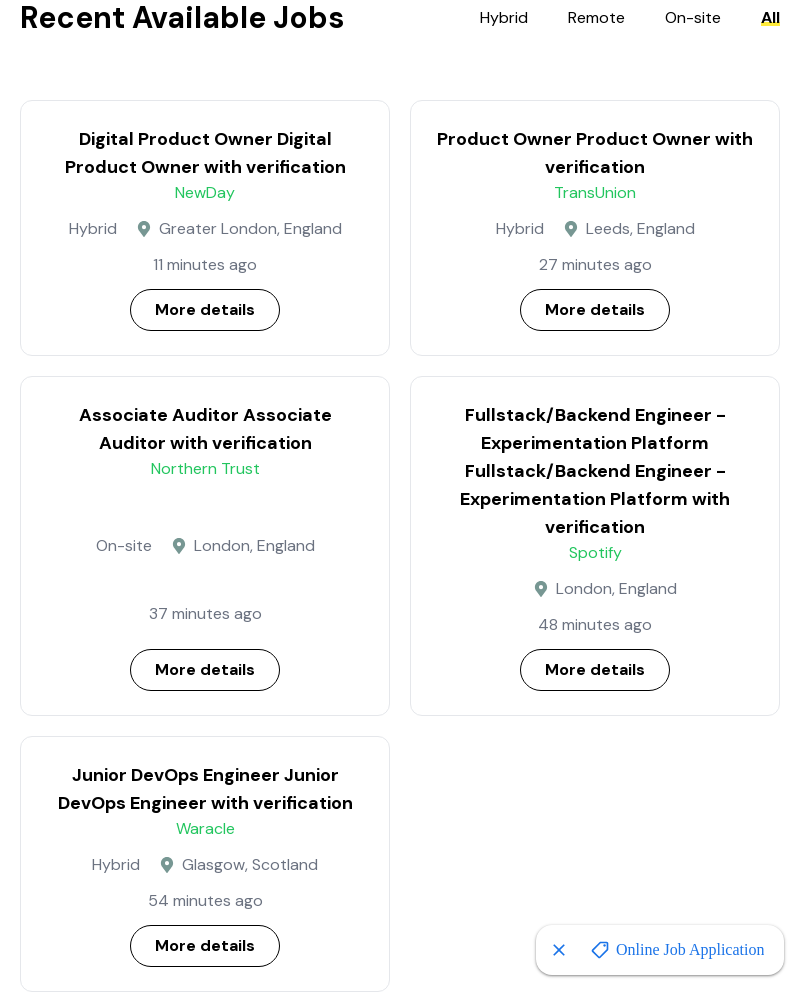 Recent Available Jobs
Hybrid Remote On-site All
Digital Product Owner Digital
Product Owner with verification
NewDay
Hybrid Greater London, England
11 minutes ago
More details
Product Owner Product Owner with
verification
TransUnion
Hybrid Leeds, England
27 minutes ago
More details
Associate Auditor Associate
Auditor with verification
Northern Trust
On-site London, England
37 minutes ago
More details
Fullstack/Backend Engineer –
Experimentation Platform
Fullstack/Backend Engineer –
Experimentation Platform with
verification
Spotify
London, England
48 minutes ago
More details
Junior DevOps Engineer Junior
DevOps Engineer with verification
Waracle
Hybrid Glasgow, Scotland
54 minutes ago
More details
Online Job Application